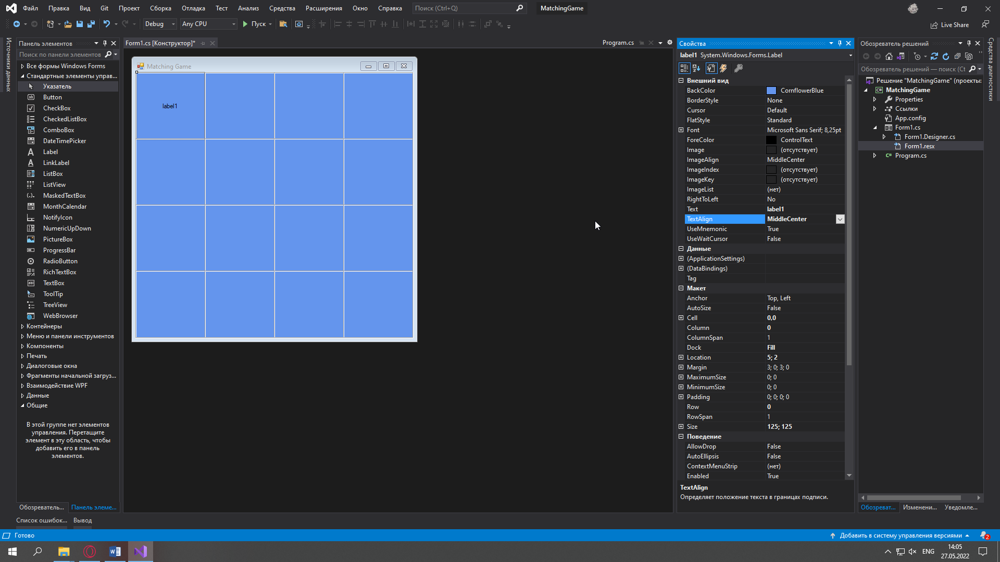 Файл Правка Вид Git Проект Сборка Отладка Тест Анализ Средства Расширения Окно Справка Поиск (Ctrl+Q) MatchingGame
Debug Any CPU Пуск Live Share
Источники данных
Панель элементов
Поиск по панели элементов
Все формы Windows Forms
Стандартные элементы управ...
Указатель
Button
CheckBox
CheckedListBox
ComboBox
DateTimePicker
Label
LinkLabel
ListBox
ListView
MaskedTextBox
MonthCalendar
NotifyIcon
NumericUpDown
PictureBox
ProgressBar
RadioButton
RichTextBox
TextBox
ToolTip
TreeView
WebBrowser
Контейнеры
Меню и панели инструментов
Компоненты
Печать
Диалоговые окна
Фрагменты начальной загруз...
Взаимодействие WPF
Данные
Общие
В этой группе нет элементов
управления. Перетащите
элемент в эту область, чтобы
добавить его в панель
элементов.
Обозреватель...
Панель элеме...
Form1.cs [Конструктор]*
Program.cs
Matching Game
label1
Свойства
label1 System.Windows.Forms.Label
Внешний вид
BackColor CornflowerBlue
BorderStyle None
Cursor Default
FlatStyle Standard
Font Microsoft Sans Serif; 8,25pt
ForeColor ControlText
Image (отсутствует)
ImageAlign MiddleCenter
ImageIndex (отсутствует)
ImageKey (отсутствует)
ImageList (нет)
RightToLeft No
Text label1
TextAlign MiddleCenter
UseMnemonic True
UseWaitCursor False
Данные
(ApplicationSettings)
(DataBindings)
Tag
Макет
Anchor Top, Left
AutoSize False
Cell 0,0
Column 0
ColumnSpan 1
Dock Fill
Location 5; 2
Margin 3; 0; 3; 0
MaximumSize 0; 0
MinimumSize 0; 0
Padding 0; 0; 0; 0
Row 0
RowSpan 1
Size 125; 125
Поведение
AllowDrop False
AutoEllipsis False
ContextMenuStrip (нет)
Enabled True
TextAlign
Определяет положение текста в границах подписи.
Обозреватель решений
Обозреватель решений — поиск (Ct
Решение "MatchingGame" (проекты:
MatchingGame
Properties
Ссылки
App.config
Form1.cs
Form1.Designer.cs
Form1.resx
Program.cs
Обозреват...
Изменени...
Уведомле...
Средства диагностики
Список ошибок... Вывод
Готово
Добавить в систему управления версиями
2
ENG
14:05
27.05.2022